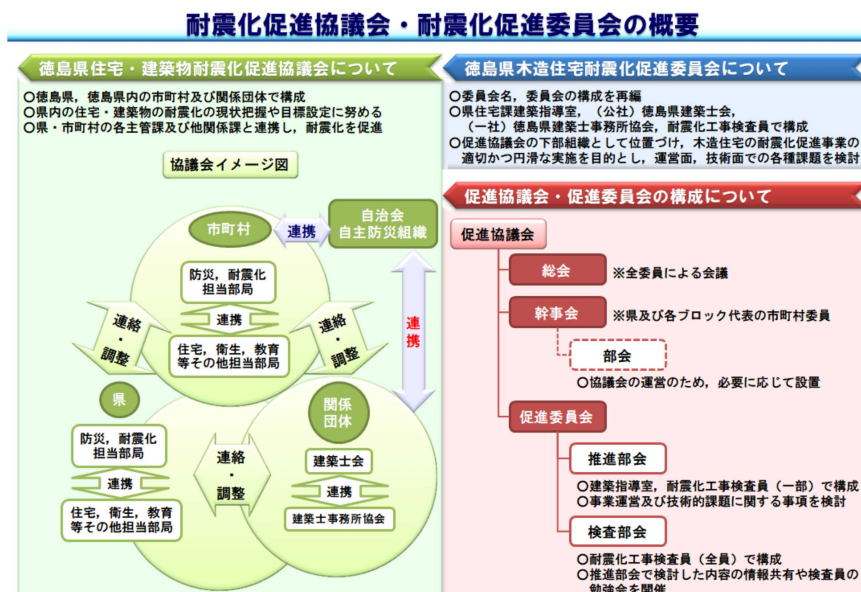 耐震化促進協議会・耐震化促進委員会の概要
徳島県住宅・建築物耐震化促進協議会について
○徳島県，徳島県内の市町村及び関係団体で構成
○県内の住宅・建築物の耐震化の現状把握や目標設定に努める
○県・市町村の各主管課及び他関係課と連携し，耐震化を促進
協議会イメージ図
市町村
連携
自治会
自主防災組織
防災，耐震化
担当部局
連携
住宅，衛生，教育
等その他担当部局
連絡
・
調整
連絡
・
調整
連
携
県
防災，耐震化
担当部局
連携
住宅，衛生，教育
等その他担当部局
連絡
・
調整
関係
団体
建築士会
連携
建築士事務所協会
徳島県木造住宅耐震化促進委員会について
○委員会名，委員会の構成を再編
○県住宅課建築指導室，（公社）徳島県建築士会，
（一社）徳島県建築士事務所協会，耐震化工事検査員で構成
○促進協議会の下部組織として位置づけ，木造住宅の耐震化促進事業の
適切かつ円滑な実施を目的とし，運営面，技術面での各種課題を検討
促進協議会・促進委員会の構成について
促進協議会
総会
※全委員による会議
幹事会
※県及び各ブロック代表の市町村委員
部会
○協議会の運営のため，必要に応じて設置
促進委員会
推進部会
○建築指導室，耐震化工事検査員（一部）で構成
○事業運営及び技術的課題に関する事項を検討
検査部会
○耐震化工事検査員（全員）で構成
○推進部会で検討した内容の情報共有や検査員の
勉強会を開催